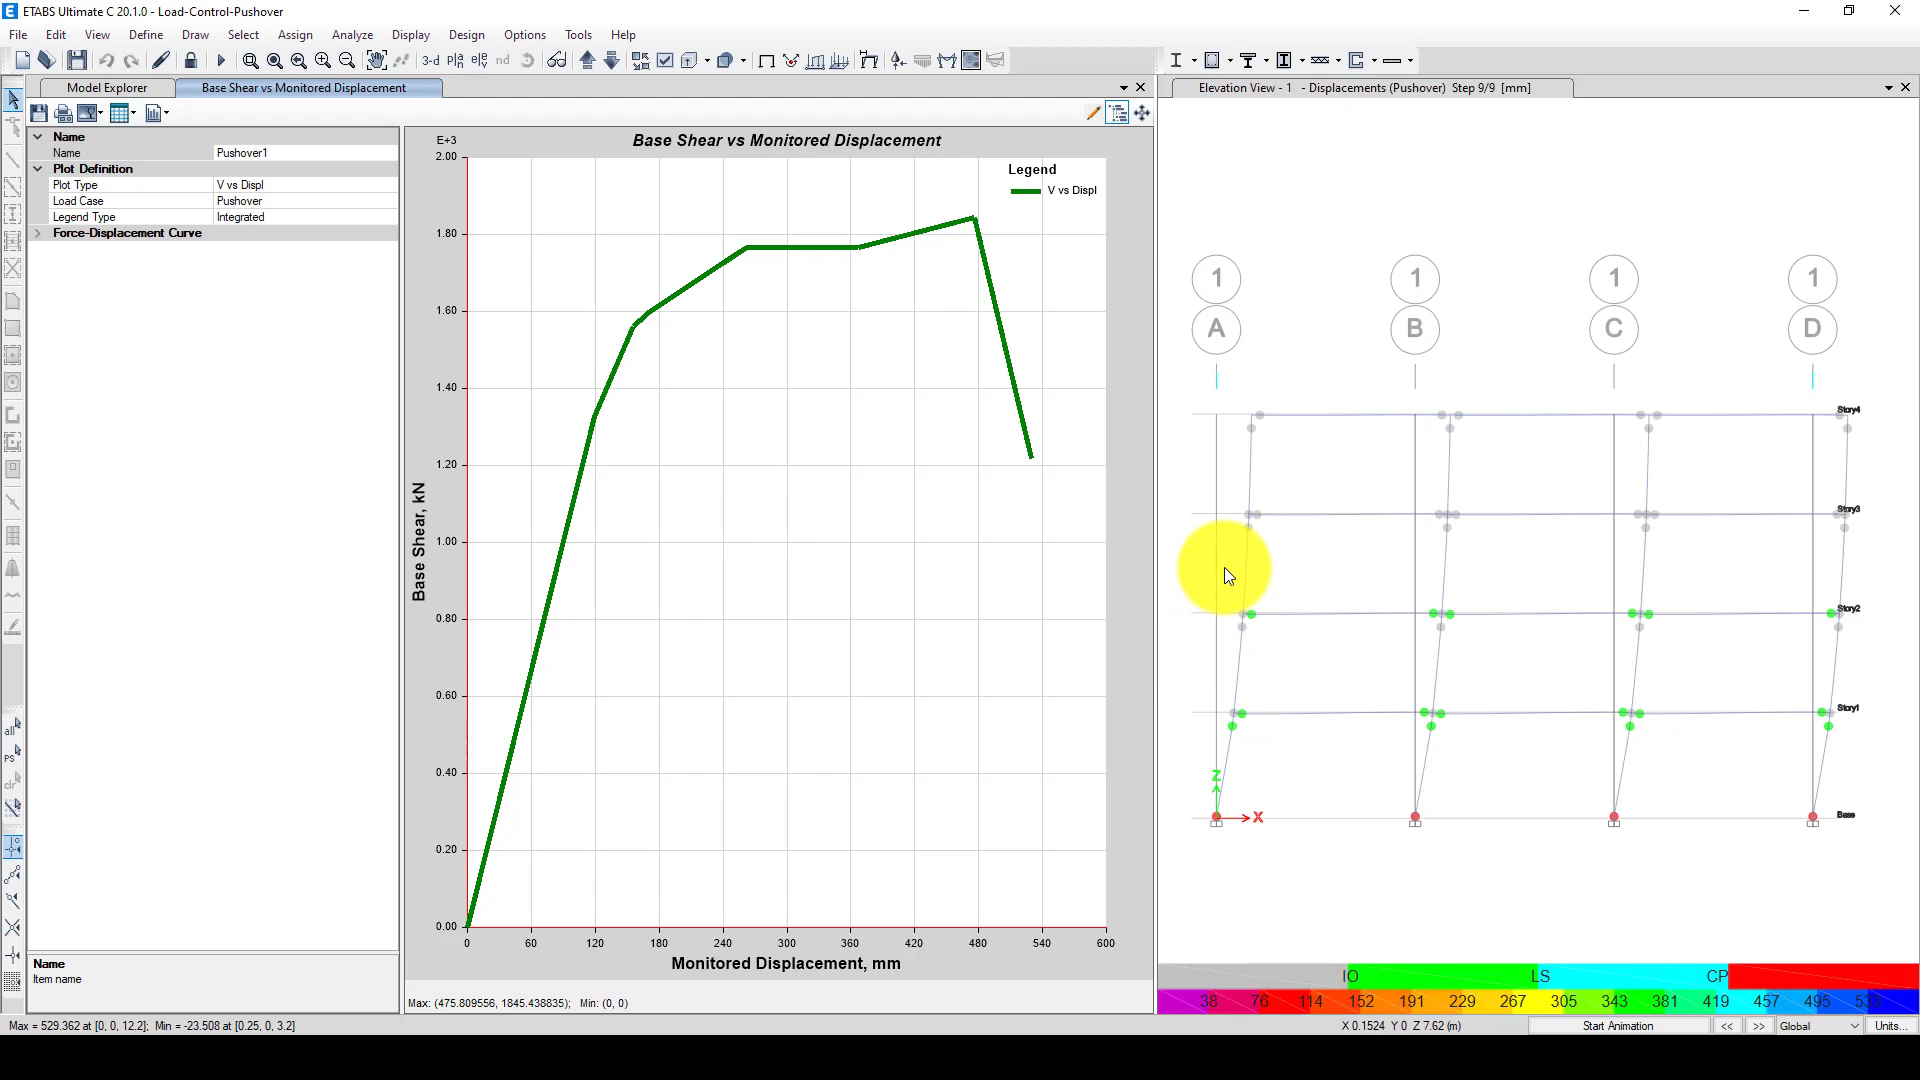 ETABS Ultimate C 20.1.0 - Load-Control-Pushover
File Edit View Define Draw Select Assign Analyze Display Design Options Tools Help
3-d
nd
Model Explorer
Base Shear vs Monitored Displacement
Name
Name Pushover1
Plot Definition
Plot Type V vs Displ
Load Case Pushover
Legend Type Integrated
Force-Displacement Curve
Name
Item name
all
PS
clr
Base Shear vs Monitored Displacement
E+3
Legend
V vs Displ
2.00
1.80
1.60
1.40
1.20
1.00
0.80
0.60
0.40
0.20
0.00
Base Shear, kN
0 60 120 180 240 300 360 420 480 540 600
Monitored Displacement, mm
Max: (475.809556, 1845.438835); Min: (0, 0)
Elevation View - 1 - Displacements (Pushover) Step 9/9 [mm]
1 1 1 1
A B C D
Story4
Story3
Story2
Story1
Base
Z
X
IO LS CP
38 76 114 152 191 229 267 305 343 381 419 457 495
Max = 529.362 at [0, 0, 12.2]; Min = -23.508 at [0.25, 0, 3.2]
X 0.1524 Y 0 Z 7.62 (m)
Start Animation
<< >>
Global
Units...